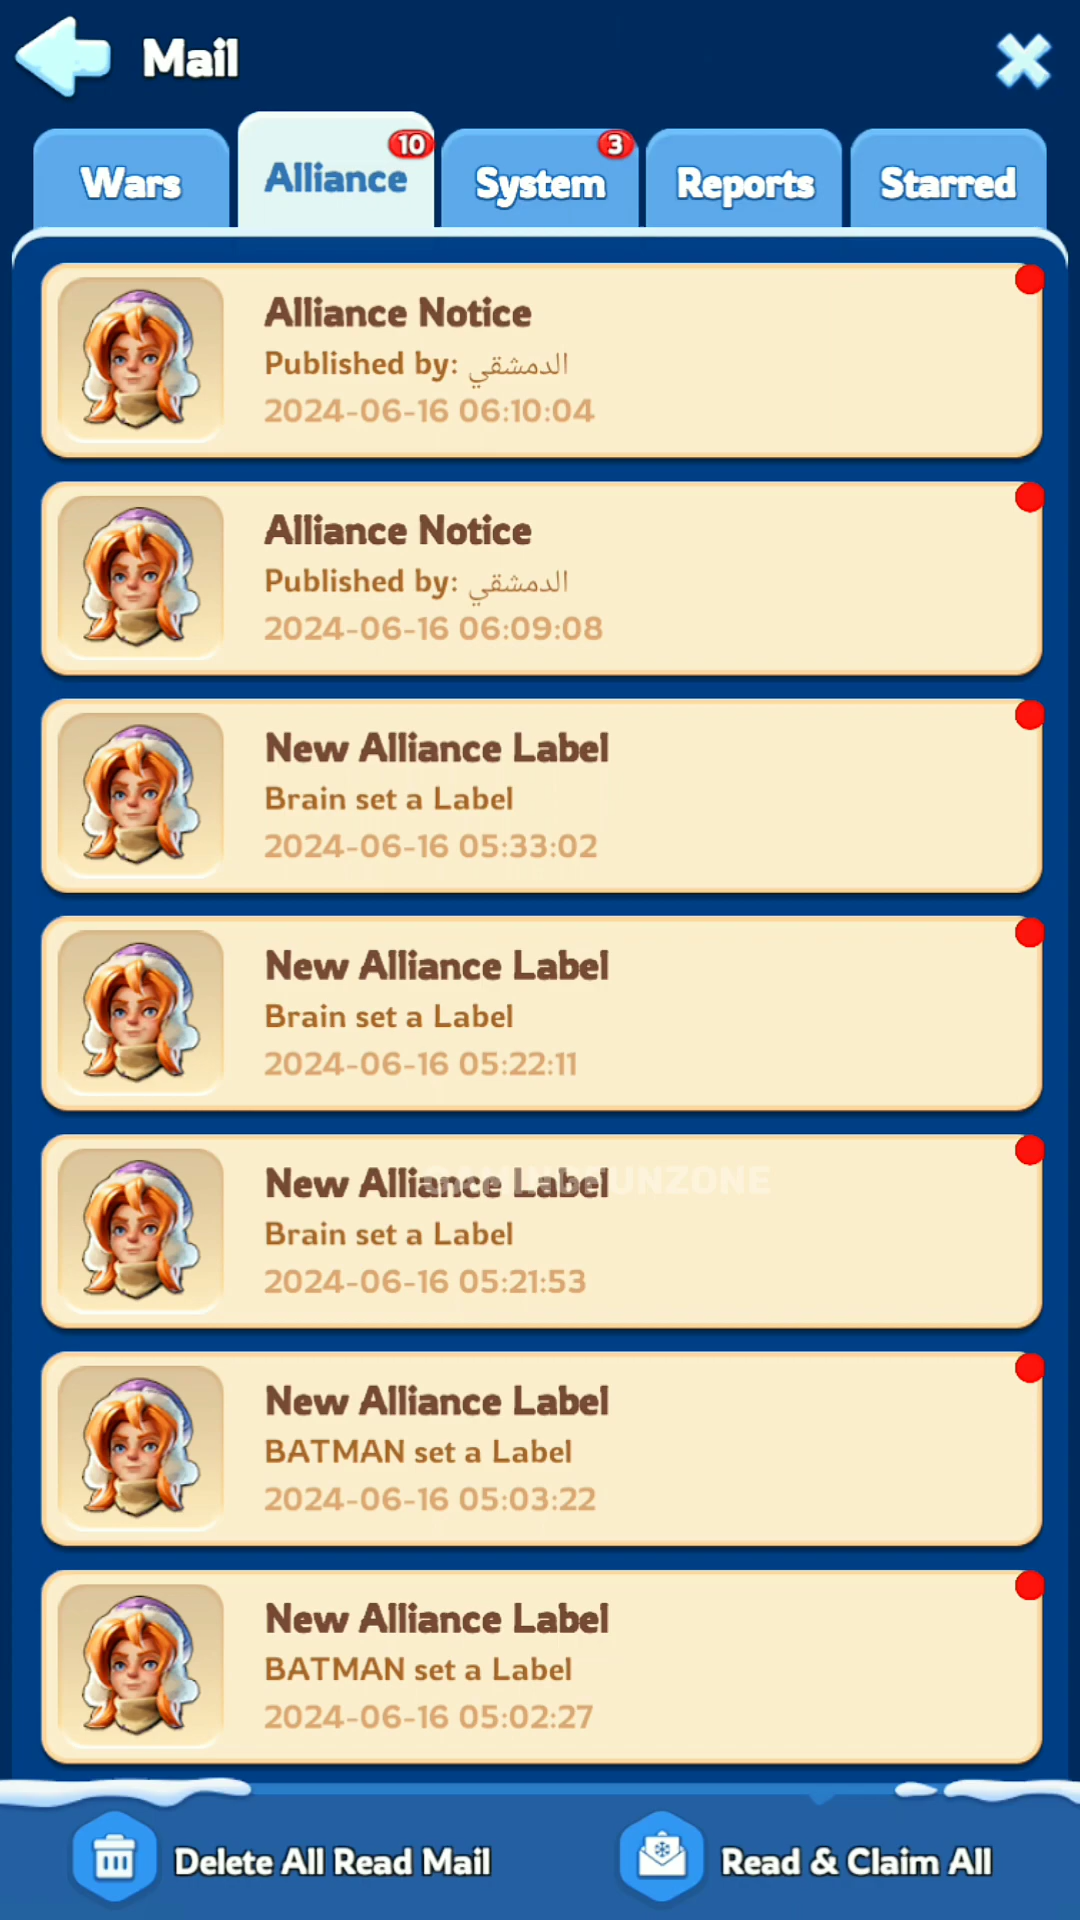 Mail
Wars
Alliance
10
System
3
Reports
Starred
Alliance Notice
Published by: الدمشقي
2024-06-16 06:10:04
Alliance Notice
Published by: الدمشقي
2024-06-16 06:09:08
New Alliance Label
Brain set a Label
2024-06-16 05:33:02
New Alliance Label
Brain set a Label
2024-06-16 05:22:11
New Alliance Label
Brain set a Label
2024-06-16 05:21:53
New Alliance Label
BATMAN set a Label
2024-06-16 05:03:22
New Alliance Label
BATMAN set a Label
2024-06-16 05:02:27
Delete All Read Mail
Read & Claim All